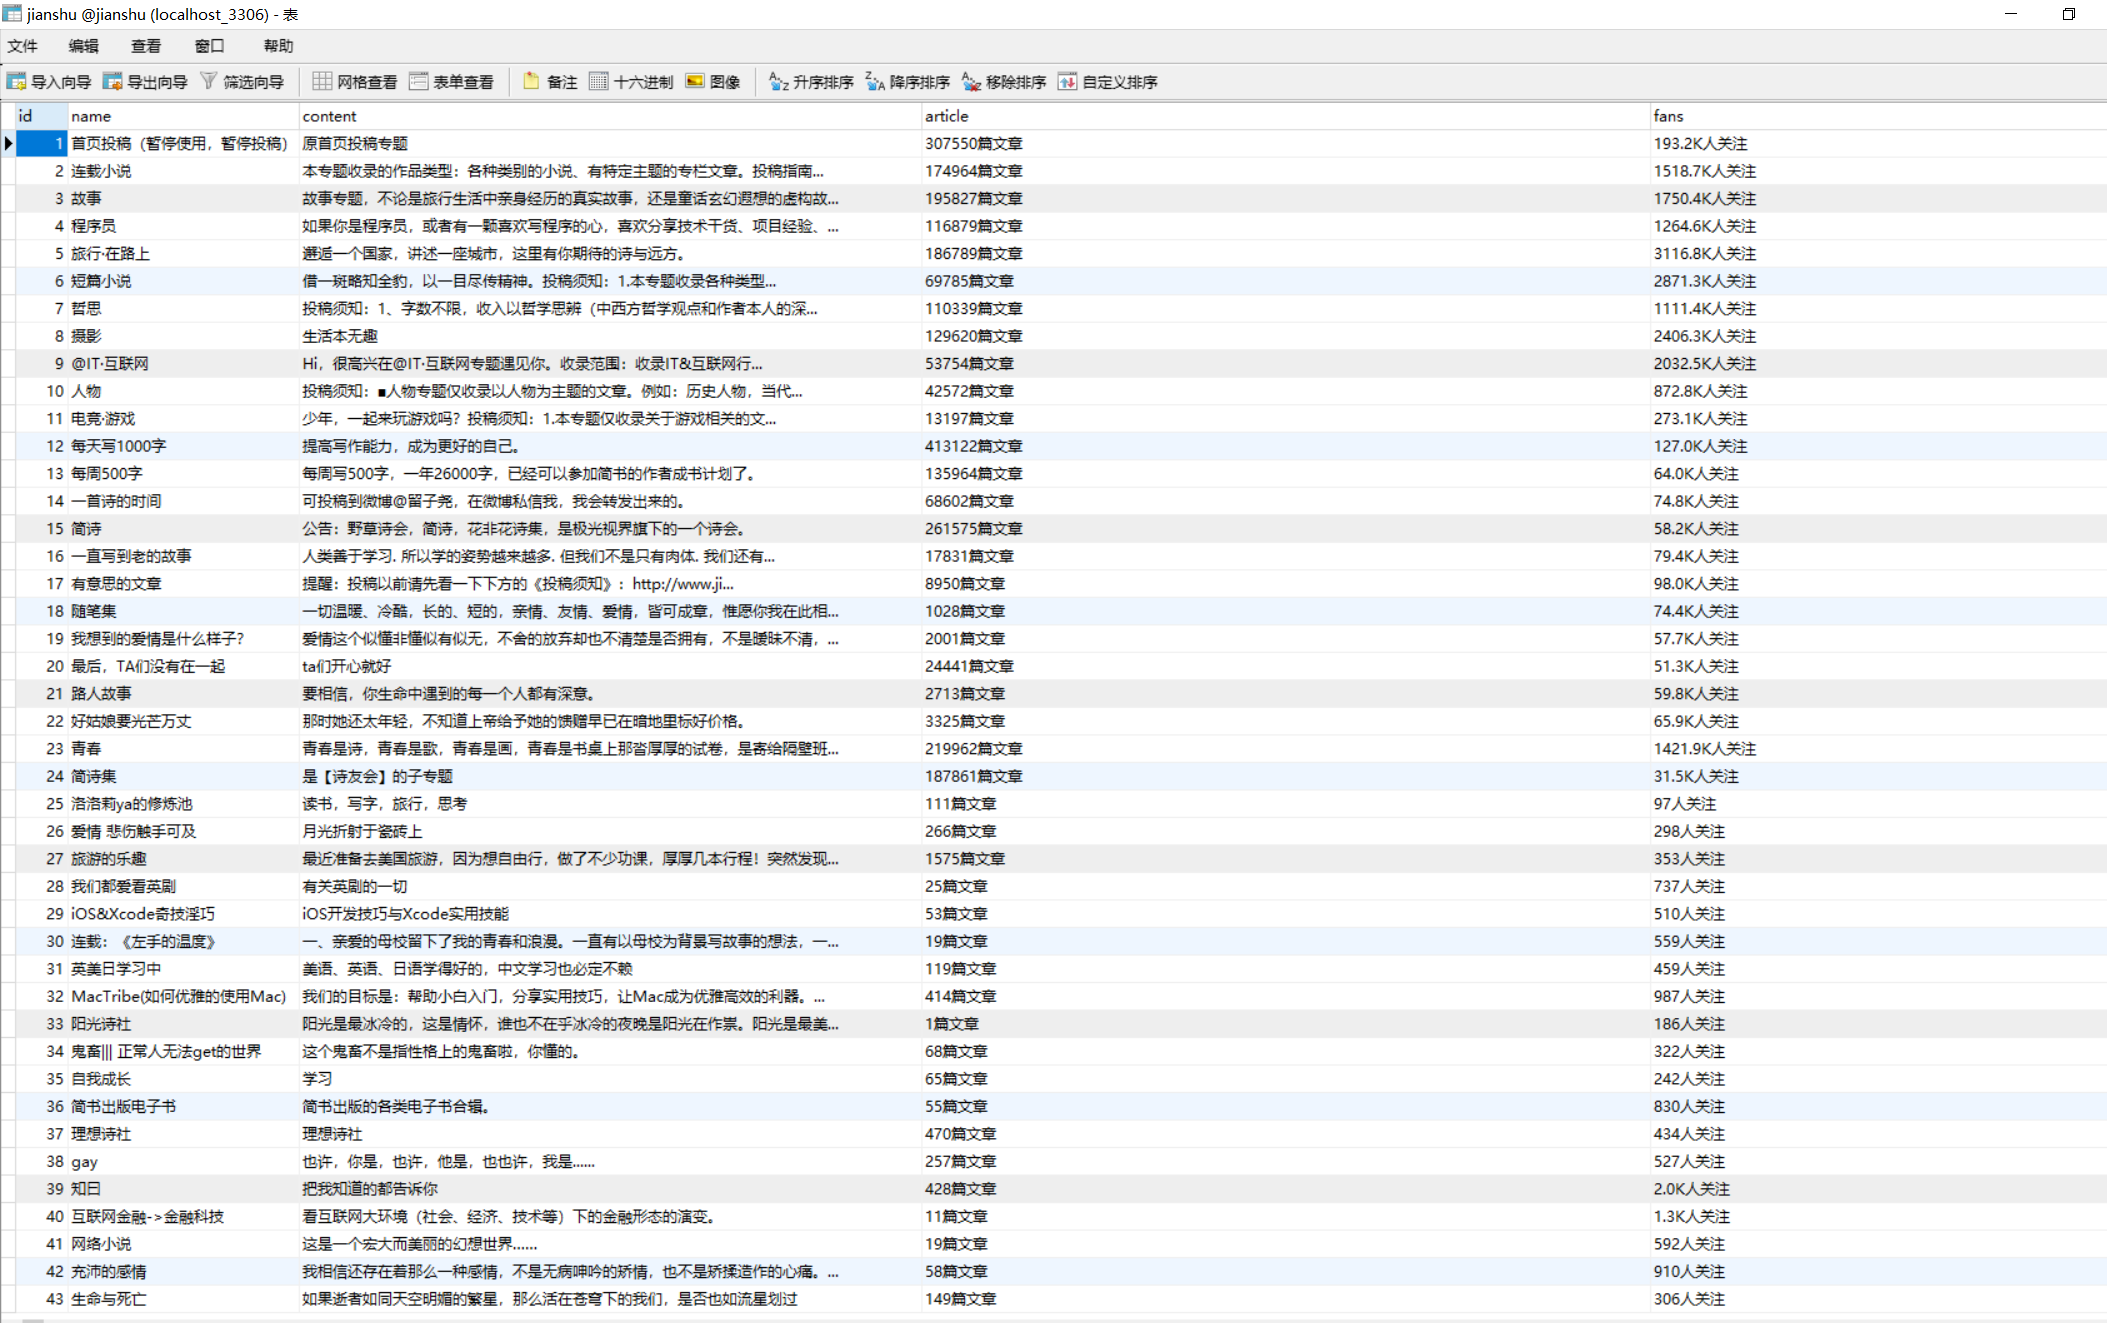 jianshu @jianshu (localhost_3306) - 表
文件 编辑 查看 窗口 帮助
导入向导 导出向导 筛选向导 网格查看 表单查看 备注 十六进制 图像 升序排序 降序排序 移除排序 自定义排序
id name content article fans
1 首页投稿（暂停使用，暂停投稿） 原首页投稿专题 307550篇文章 193.2K人关注
2 连载小说 本专题收录的作品类型：各种类别的小说、有特定主题的专栏文章。投稿指南... 174964篇文章 1518.7K人关注
3 故事 故事专题，不论是旅行生活中亲身经历的真实故事，还是童话玄幻遐想的虚构故... 195827篇文章 1750.4K人关注
4 程序员 如果你是程序员，或者有一颗喜欢写程序的心，喜欢分享技术干货、项目经验、... 116879篇文章 1264.6K人关注
5 旅行·在路上 邂逅一个国家，讲述一座城市，这里有你期待的诗与远方。 186789篇文章 3116.8K人关注
6 短篇小说 借一斑略知全豹，以一目尽传精神。投稿须知：1.本专题收录各种类型... 69785篇文章 2871.3K人关注
7 哲思 投稿须知：1、字数不限，收入以哲学思辨（中西方哲学观点和作者本人的深... 110339篇文章 1111.4K人关注
8 摄影 生活本无趣 129620篇文章 2406.3K人关注
9 @IT·互联网 Hi，很高兴在@IT·互联网专题遇见你。收录范围：收录IT&互联网行... 53754篇文章 2032.5K人关注
10 人物 投稿须知：■人物专题仅收录以人物为主题的文章。例如：历史人物，当代... 42572篇文章 872.8K人关注
11 电竞·游戏 少年，一起来玩游戏吗？投稿须知：1.本专题仅收录关于游戏相关的文... 13197篇文章 273.1K人关注
12 每天写1000字 提高写作能力，成为更好的自己。 413122篇文章 127.0K人关注
13 每周500字 每周写500字，一年26000字，已经可以参加简书的作者成书计划了。 135964篇文章 64.0K人关注
14 一首诗的时间 可投稿到微博@留子尧，在微博私信我，我会转发出来的。 68602篇文章 74.8K人关注
15 简诗 公告：野草诗会，简诗，花非花诗集，是极光视界旗下的一个诗会。 261575篇文章 58.2K人关注
16 一直写到老的故事 人类善于学习. 所以学的姿势越来越多. 但我们不是只有肉体. 我们还有... 17831篇文章 79.4K人关注
17 有意思的文章 提醒：投稿以前请先看一下下方的《投稿须知》：http://www.ji... 8950篇文章 98.0K人关注
18 随笔集 一切温暖、冷酷，长的、短的，亲情、友情、爱情，皆可成章，惟愿你我在此相... 1028篇文章 74.4K人关注
19 我想到的爱情是什么样子？ 爱情这个似懂非懂似有似无，不舍的放弃却也不清楚是否拥有，不是暧昧不清，... 2001篇文章 57.7K人关注
20 最后，TA们没有在一起 ta们开心就好 24441篇文章 51.3K人关注
21 路人故事 要相信，你生命中遇到的每一个人都有深意。 2713篇文章 59.8K人关注
22 好姑娘要光芒万丈 那时她还太年轻，不知道上帝给予她的馈赠早已在暗地里标好价格。 3325篇文章 65.9K人关注
23 青春 青春是诗，青春是歌，青春是画，青春是书桌上那沓厚厚的试卷，是寄给隔壁班... 219962篇文章 1421.9K人关注
24 简诗集 是【诗友会】的子专题 187861篇文章 31.5K人关注
25 洛洛莉ya的修炼池 读书，写字，旅行，思考 111篇文章 97人关注
26 爱情 悲伤触手可及 月光折射于瓷砖上 266篇文章 298人关注
27 旅游的乐趣 最近准备去美国旅游，因为想自由行，做了不少功课，厚厚几本行程！突然发现... 1575篇文章 353人关注
28 我们都爱看英剧 有关英剧的一切 25篇文章 737人关注
29 iOS&Xcode奇技淫巧 iOS开发技巧与Xcode实用技能 53篇文章 510人关注
30 连载：《左手的温度》 一、亲爱的母校留下了我的青春和浪漫。一直有以母校为背景写故事的想法，一... 19篇文章 559人关注
31 英美日学习中 美语、英语、日语学得好的，中文学习也必定不赖 119篇文章 459人关注
32 MacTribe(如何优雅的使用Mac) 我们的目标是：帮助小白入门，分享实用技巧，让Mac成为优雅高效的利器。... 414篇文章 987人关注
33 阳光诗社 阳光是最冰冷的，这是情怀，谁也不在乎冰冷的夜晚是阳光在作祟。阳光是最美... 1篇文章 186人关注
34 鬼畜||| 正常人无法get的世界 这个鬼畜不是指性格上的鬼畜啦，你懂的。 68篇文章 322人关注
35 自我成长 学习 65篇文章 242人关注
36 简书出版电子书 简书出版的各类电子书合辑。 55篇文章 830人关注
37 理想诗社 理想诗社 470篇文章 434人关注
38 gay 也许，你是，也许，他是，也也许，我是...... 257篇文章 527人关注
39 知曰 把我知道的都告诉你 428篇文章 2.0K人关注
40 互联网金融->金融科技 看互联网大环境（社会、经济、技术等）下的金融形态的演变。 11篇文章 1.3K人关注
41 网络小说 这是一个宏大而美丽的幻想世界...... 19篇文章 592人关注
42 充沛的感情 我相信还存在着那么一种感情，不是无病呻吟的矫情，也不是矫揉造作的心痛。... 58篇文章 910人关注
43 生命与死亡 如果逝者如同天空明媚的繁星，那么活在苍穹下的我们，是否也如流星划过 149篇文章 306人关注